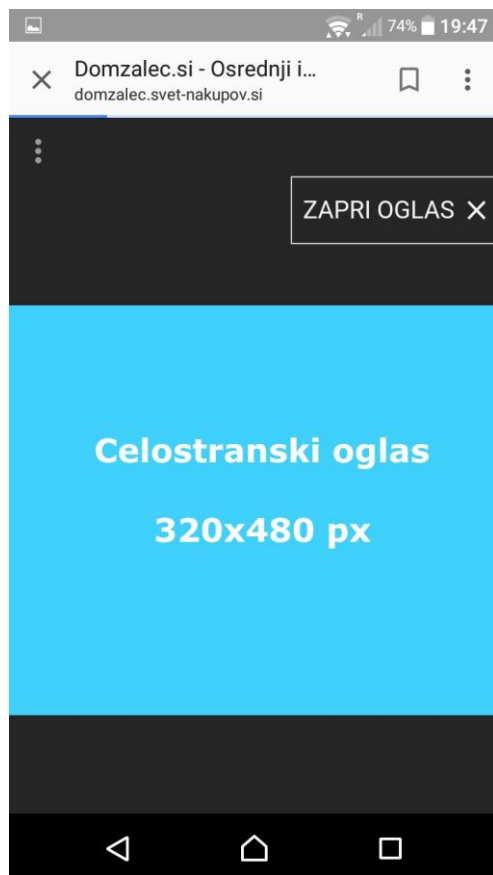 R
74% 19:47
Domzalec.si - Osrednji i...
domzalec.svet-nakupov.si
ZAPRI OGLAS
Celostranski oglas
320x480 px